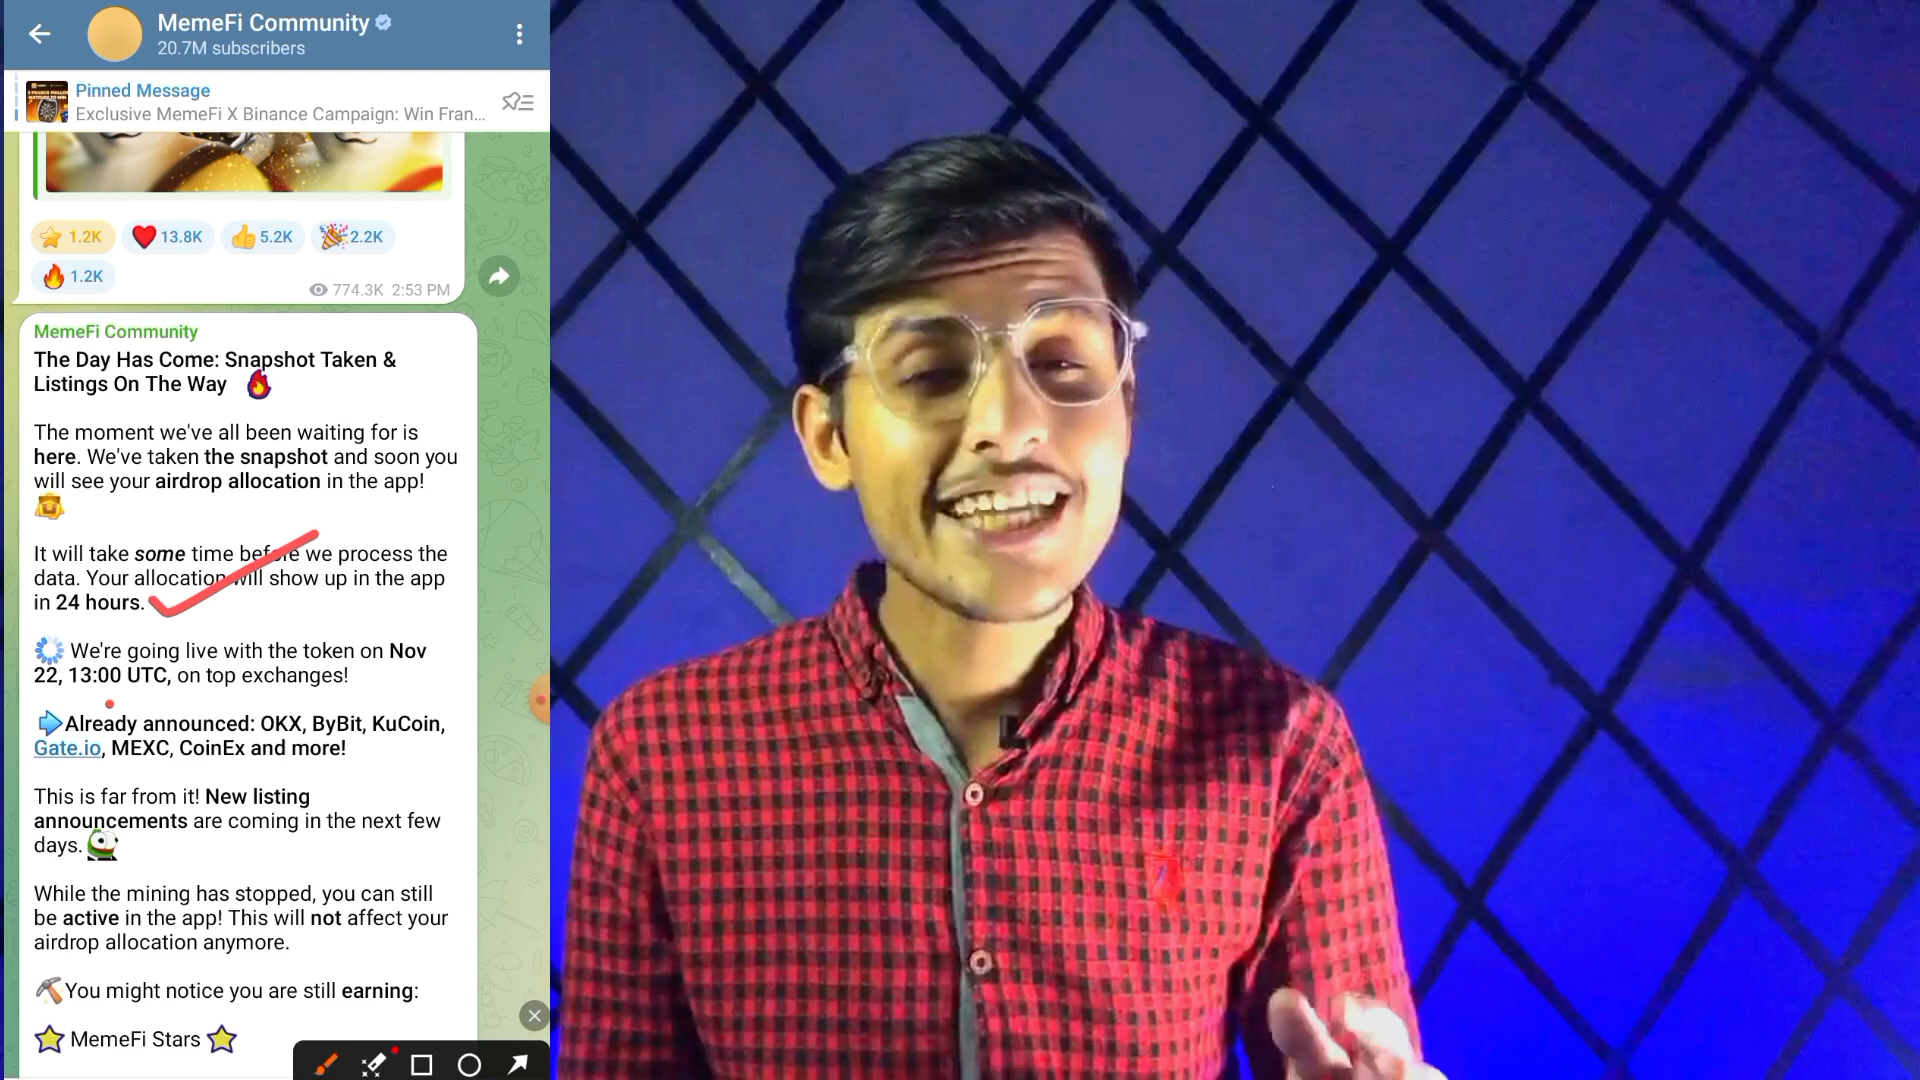 MemeFi Community
20.7M subscribers
Pinned Message
Exclusive MemeFi X Binance Campaign: Win Fran...
1.2K 13.8K 5.2K 2.2K
1.2K
774.3K 2:53 PM
MemeFi Community
The Day Has Come: Snapshot Taken &
Listings On The Way
The moment we've all been waiting for is
here. We've taken the snapshot and soon you
will see your airdrop allocation in the app!
It will take some time before we process the
data. Your allocation will show up in the app
in 24 hours.
We're going live with the token on Nov
22, 13:00 UTC, on top exchanges!
Already announced: OKX, ByBit, KuCoin,
Gate.io, MEXC, CoinEx and more!
This is far from it! New listing
announcements are coming in the next few
days.
While the mining has stopped, you can still
be active in the app! This will not affect your
airdrop allocation anymore.
You might notice you are still earning:
MemeFi Stars